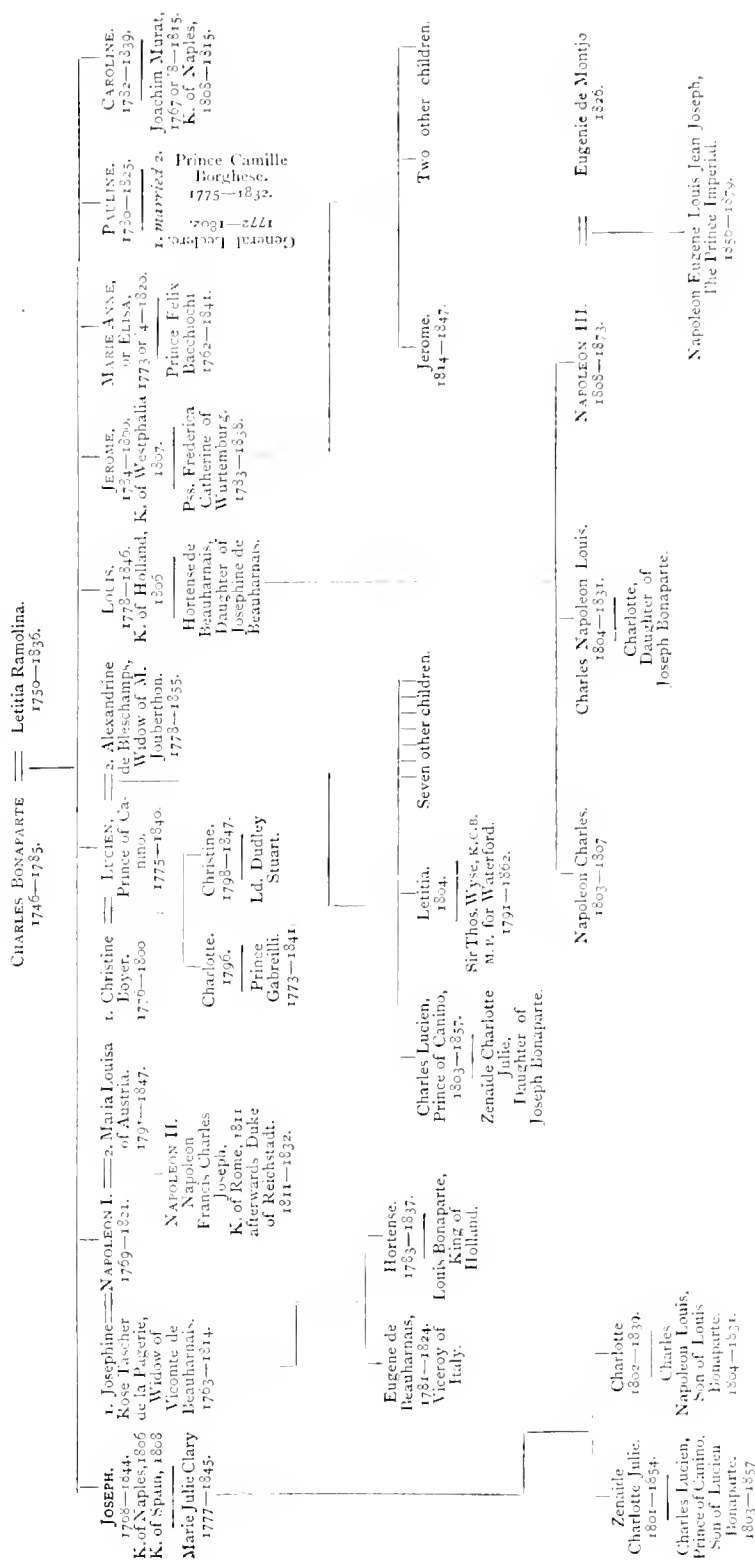 CHARLES BONAPARTE == Letitia Ramolina.
1746—1785. 1750—1836.
JOSEPH.
1768—1844.
K. of Naples, 1806
K. of Spain, 1808
Marie Julie Clary
1777—1845.
1. Josephine
Rose Tascher
de la Pagerie,
Widow of
Vicomte de
Beauharnais.
1763—1814.
NAPOLEON I.
1769—1821.
2. Maria Louisa
of Austria.
1791—1847.
NAPOLEON II.
Napoleon
Francis Charles
Joseph,
K. of Rome, 1811
afterwards Duke
of Reichstadt.
1811—1832.
1. Christine
Boyer.
1776—1800
LUCIEN,
Prince of Ca-
nino.
1775—1840.
2. Alexandrine
de Bleschamps,
Widow of M.
Jouberthon.
1778—1855.
Charlotte.
1796.
Prince
Gabreilli.
1773—1841.
Christine.
1798—1847.
Ld. Dudley
Stuart.
LOUIS.
1778—1846.
K. of Holland,
1806
Hortense de
Beauharnais,
Daughter of
Josephine de
Beauharnais.
JEROME,
1784—1860.
K. of Westphalia
1807.
Pss. Frederica
Catherine of
Wurtemburg.
1783—1838.
MARIE ANNE,
or ELISA,
1773 or '4—1820.
Prince Felix
Bacchiochi
1762—1841.
PAULINE.
1780—1825.
1. married 2.
General Leclerc.
1772—1802.
Prince Camille
Borghese.
1775—1832.
CAROLINE.
1782—1839.
Joachim Murat,
1767 or '8—1815.
K. of Naples,
1808—1815.
Eugene de
Beauharnais,
1781—1824.
Viceroy of
Italy.
Hortense.
1783—1837.
Louis Bonaparte,
King of
Holland.
Charles Lucien,
Prince of Canino,
1803—1857.
Zenaide Charlotte
Julie,
Daughter of
Joseph Bonaparte.
Letitia.
1804.
Sir Thos. Wyse, K.C.B.
M.P. for Waterford.
1791—1862.
Seven other children.
Jerome.
1814—1847.
Two other children.
Zenaide
Charlotte Julie.
1801—1854.
Charles Lucien,
Prince of Canino,
Son of Lucien
Bonaparte.
1803—1857
Charlotte
1802—1839.
Charles
Napoleon Louis,
Son of Louis
Bonaparte.
1804—1831.
Napoleon Charles.
1803—1807
Charles Napoleon Louis.
1804—1831.
Charlotte,
Daughter of
Joseph Bonaparte.
NAPOLEON III.
1808—1873.
==
Eugenie de Montjo
1826.
Napoleon Eugene Louis Jean Joseph,
The Prince Imperial.
1856—1879.